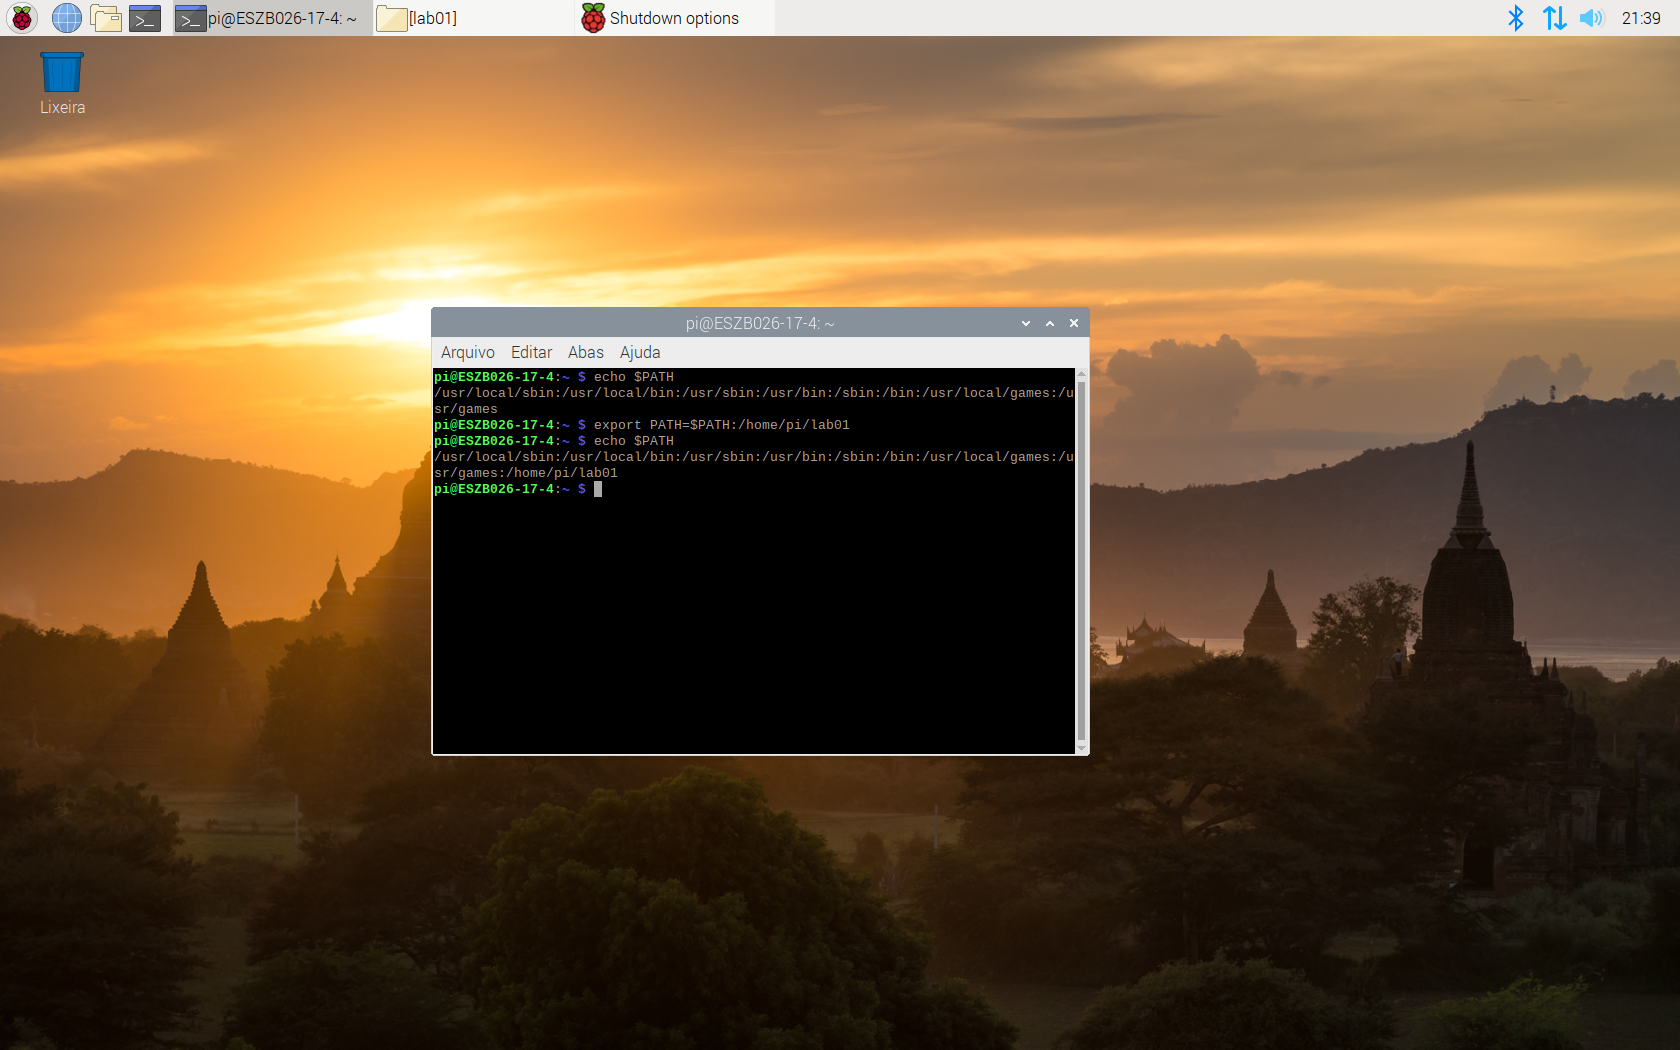 pi@ESZB026-17-4: ~
[lab01]
Shutdown options
21:39
Lixeira
pi@ESZB026-17-4: ~
Arquivo Editar Abas Ajuda
pi@ESZB026-17-4:~ $ echo $PATH
/usr/local/sbin:/usr/local/bin:/usr/sbin:/usr/bin:/sbin:/bin:/usr/local/games:/u
sr/games
pi@ESZB026-17-4:~ $ export PATH=$PATH:/home/pi/lab01
pi@ESZB026-17-4:~ $ echo $PATH
/usr/local/sbin:/usr/local/bin:/usr/sbin:/usr/bin:/sbin:/bin:/usr/local/games:/u
sr/games:/home/pi/lab01
pi@ESZB026-17-4:~ $